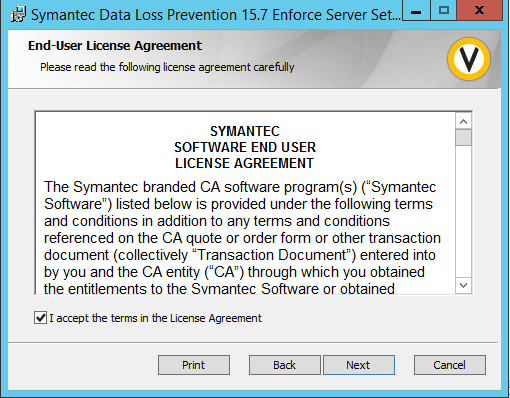 Symantec Data Loss Prevention 15.7 Enforce Server Set...
End-User License Agreement
Please read the following license agreement carefully
SYMANTEC
SOFTWARE END USER
LICENSE AGREEMENT
The Symantec branded CA software program(s) (“Symantec
Software”) listed below is provided under the following terms
and conditions in addition to any terms and conditions
referenced on the CA quote or order form or other transaction
document (collectively “Transaction Document”) entered into
by you and the CA entity (“CA”) through which you obtained
the entitlements to the Symantec Software or obtained
I accept the terms in the License Agreement
Print Back Next Cancel